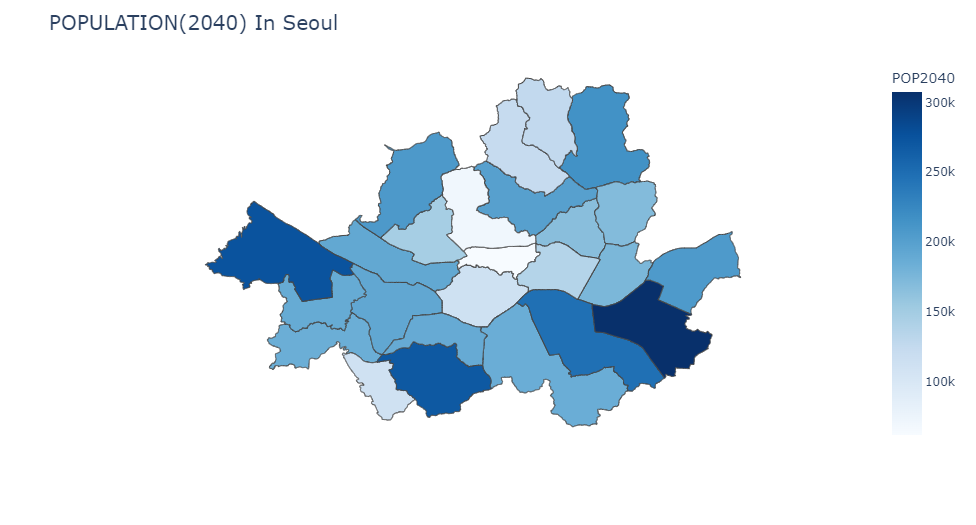 POPULATION(2040) In Seoul
POP2040
300k
250k
200k
150k
100k